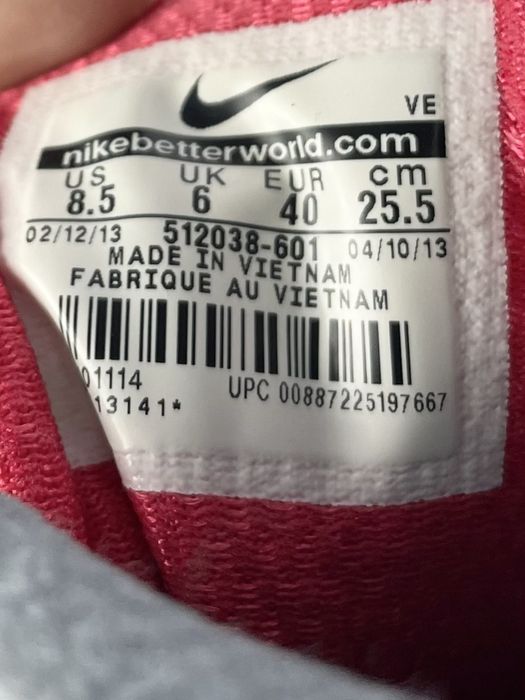 VE
nikebetterworld.com
US UK EUR cm
8.5 6 40 25.5
02/12/13 512038-601 04/10/13
MADE IN VIETNAM
FABRIQUE AU VIETNAM
01114
UPC 00887225197667
13141*